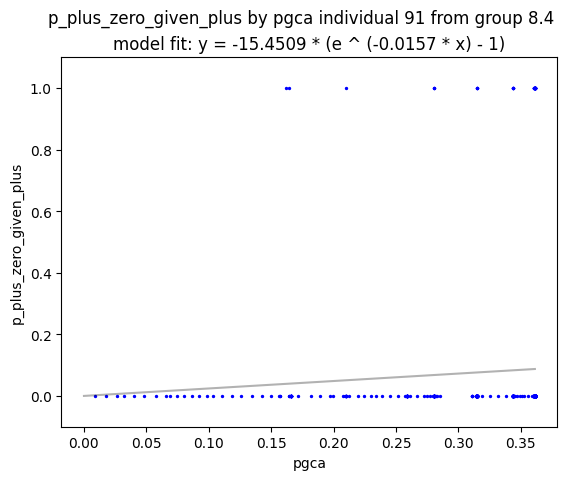 p_plus_zero_given_plus by pgca individual 91 from group 8.4
model fit: y = -15.4509 * (e ^ (-0.0157 * x) - 1)
p_plus_zero_given_plus
1.0
0.8
0.6
0.4
0.2
0.0
0.00 0.05 0.10 0.15 0.20 0.25 0.30 0.35
pgca